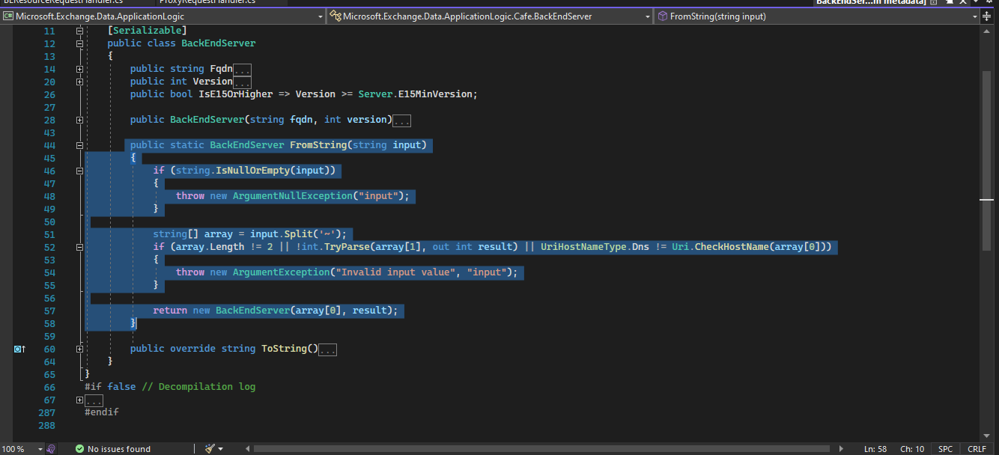 BEResourceRequestHandler.cs ProxyRequestHandler.cs BackEndSer...m metadata]
C# Microsoft.Exchange.Data.ApplicationLogic Microsoft.Exchange.Data.ApplicationLogic.Cafe.BackEndServer FromString(string input)
11 [Serializable]
12 public class BackEndServer
13 {
14 public string Fqdn...
20 public int Version...
26 public bool IsE15OrHigher => Version >= Server.E15MinVersion;
27
28 public BackEndServer(string fqdn, int version)...
43
44 public static BackEndServer FromString(string input)
45 {
46 if (string.IsNullOrEmpty(input))
47 {
48 throw new ArgumentNullException("input");
49 }
50
51 string[] array = input.Split('~');
52 if (array.Length != 2 || !int.TryParse(array[1], out int result) || UriHostNameType.Dns != Uri.CheckHostName(array[0]))
53 {
54 throw new ArgumentException("Invalid input value", "input");
55 }
56
57 return new BackEndServer(array[0], result);
58 }
59
60 public override string ToString()...
64 }
65 }
66 #if false // Decompilation log
67 ...
287 #endif
288
100 % No issues found Ln: 58 Ch: 10 SPC CRLF